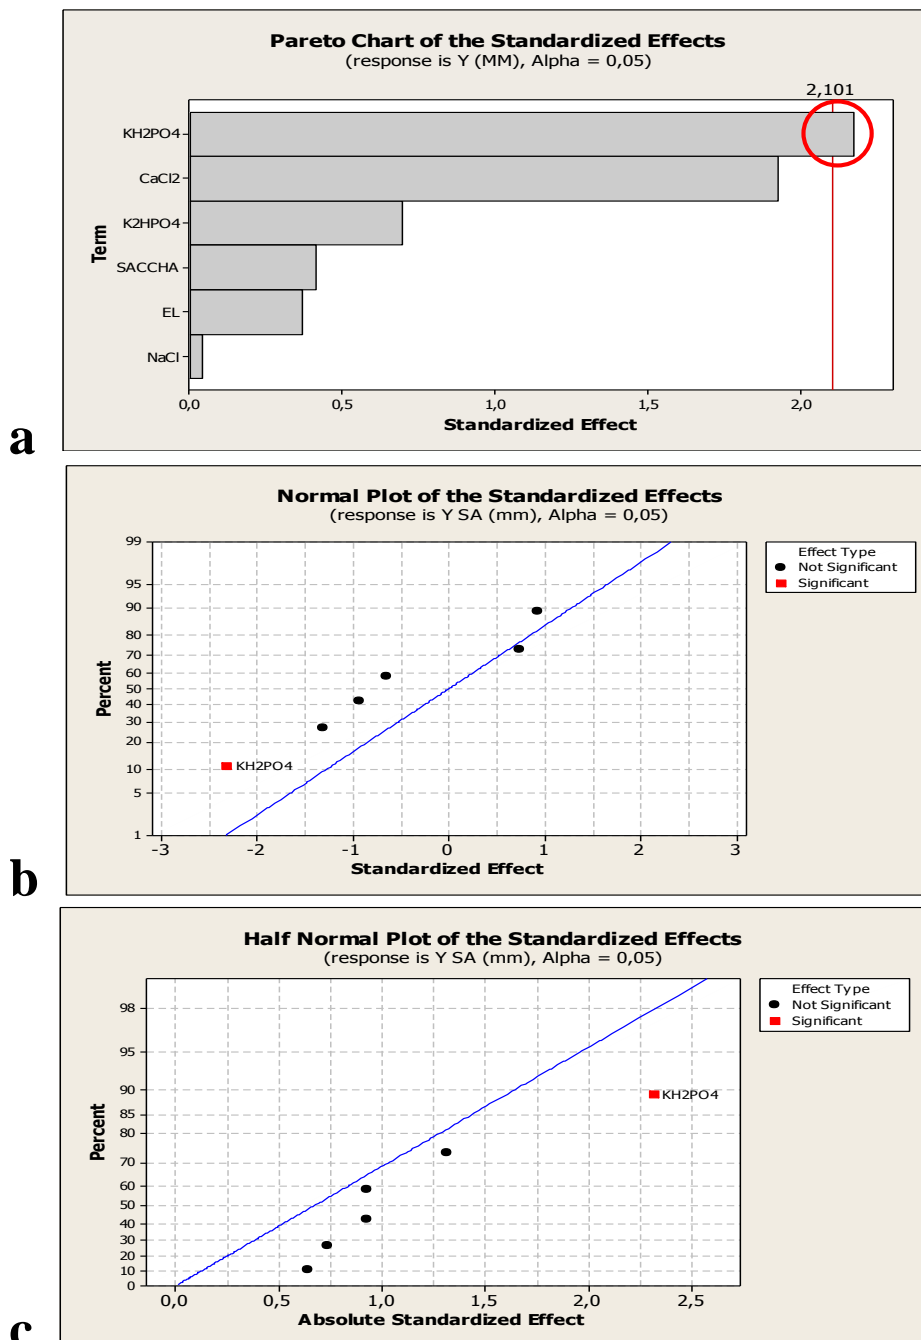 Pareto Chart of the Standardized Effects
(response is Y (MM), Alpha = 0,05)
2,101
KH2PO4
CaCl2
K2HPO4
SACCHA
EL
NaCl
Term
0,0 0,5 1,0 1,5 2,0
Standardized Effect
a
Normal Plot of the Standardized Effects
(response is Y SA (mm), Alpha = 0,05)
99
95
90
80
70
60
50
40
30
20
10
5
1
Percent
KH2PO4
Effect Type
Not Significant
Significant
-3 -2 -1 0 1 2 3
Standardized Effect
b
Half Normal Plot of the Standardized Effects
(response is Y SA (mm), Alpha = 0,05)
98
95
90
85
80
70
60
50
40
30
20
10
0
Percent
KH2PO4
Effect Type
Not Significant
Significant
0,0 0,5 1,0 1,5 2,0 2,5
Absolute Standardized Effect
c